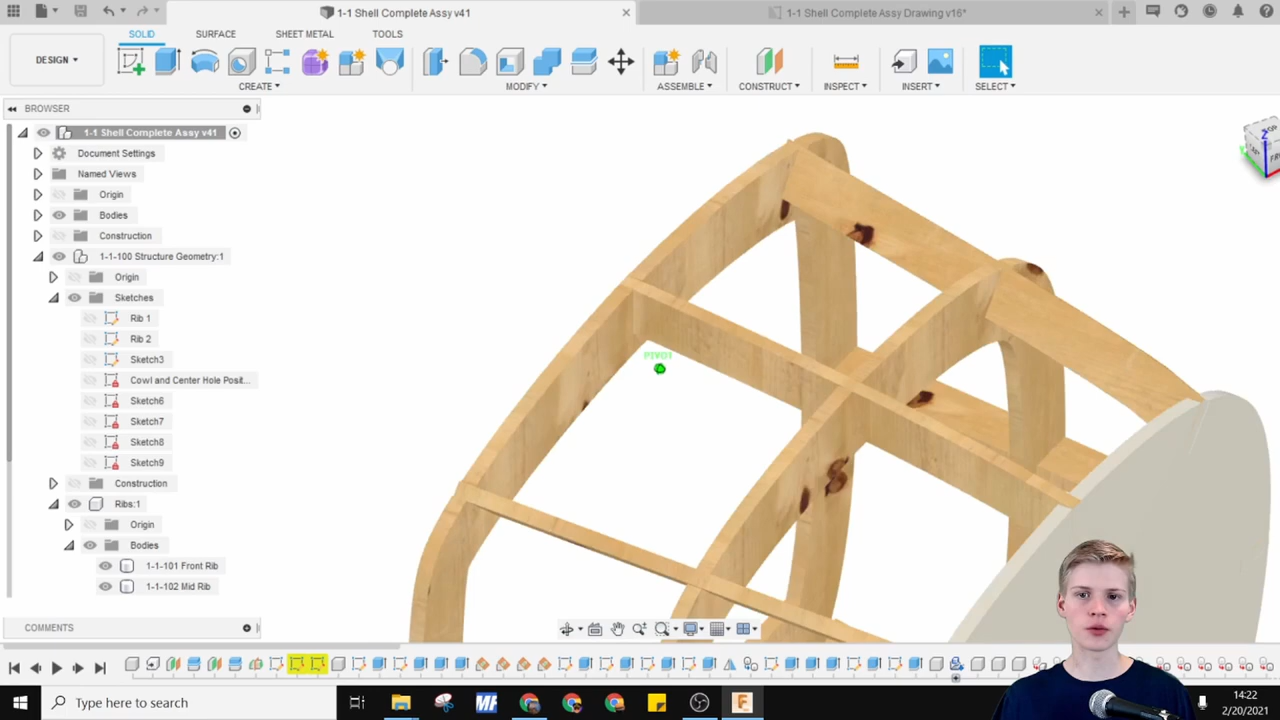 1-1 Shell Complete Assy v41
1-1 Shell Complete Assy Drawing v16*
DESIGN
SOLID SURFACE SHEET METAL TOOLS
CREATE MODIFY ASSEMBLE CONSTRUCT INSPECT INSERT SELECT
BROWSER
1-1 Shell Complete Assy v41
Document Settings
Named Views
Origin
Bodies
Construction
1-1-100 Structure Geometry:1
Origin
Sketches
Rib 1
Rib 2
Sketch3
Cowl and Center Hole Posit...
Sketch6
Sketch7
Sketch8
Sketch9
Construction
Ribs:1
Origin
Bodies
1-1-101 Front Rib
1-1-102 Mid Rib
COMMENTS
PIVOT
Z
Type here to search
MF
F
14:22
2/20/2021